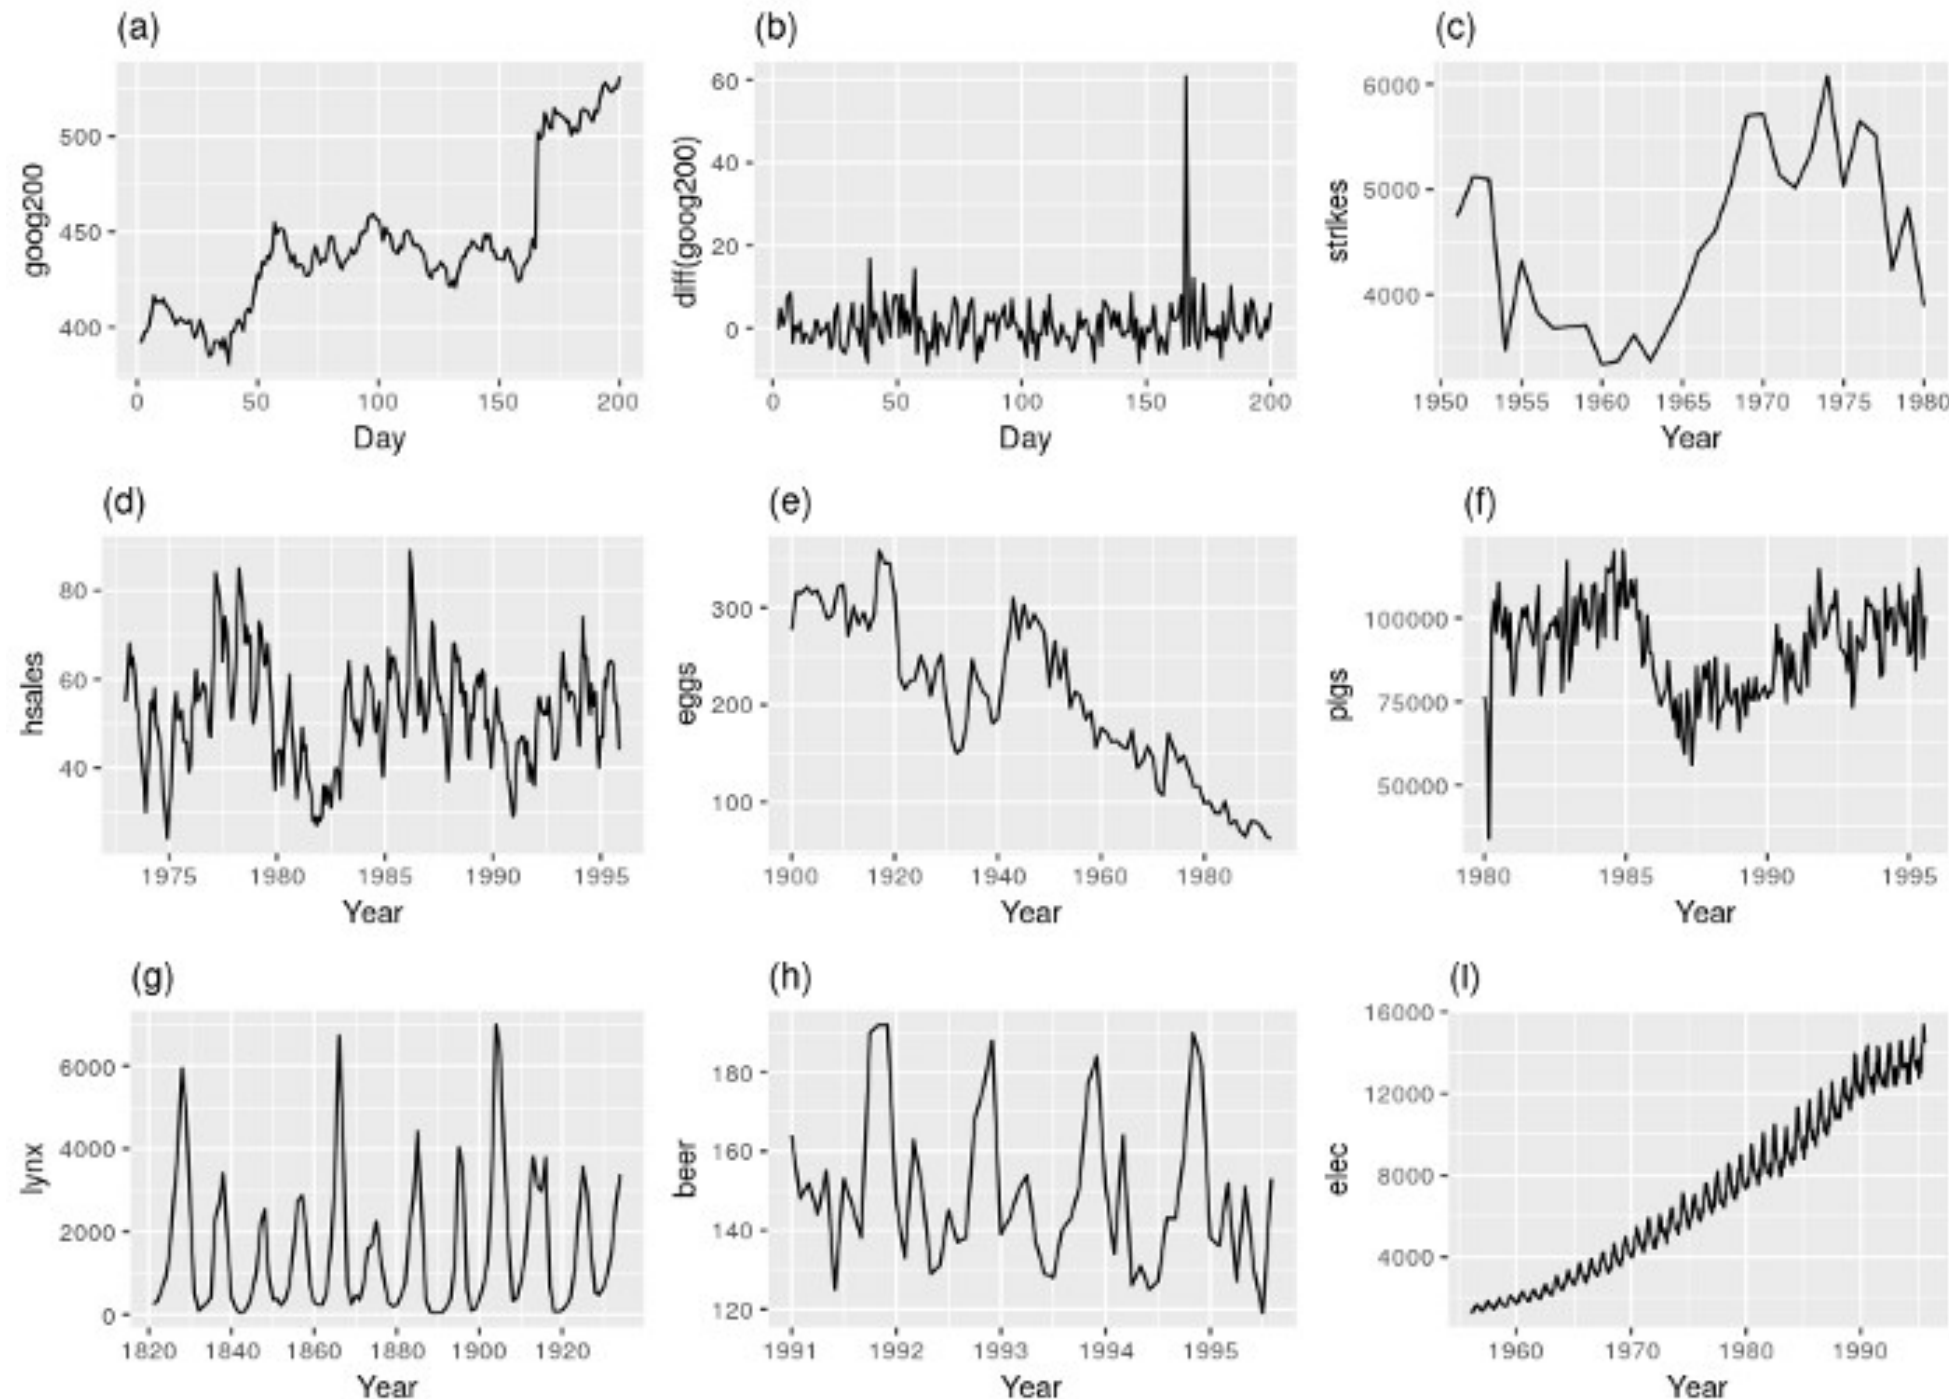 (a)
goog200
500
450
400
0 50 100 150 200
Day
(b)
diff(goog200)
60
40
20
0
0 50 100 150 200
Day
(c)
strikes
6000
5000
4000
1950 1955 1960 1965 1970 1975 1980
Year
(d)
hsales
80
60
40
1975 1980 1985 1990 1995
Year
(e)
eggs
300
200
100
1900 1920 1940 1960 1980
Year
(f)
pigs
100000
75000
50000
1980 1985 1990 1995
Year
(g)
lynx
6000
4000
2000
0
1820 1840 1860 1880 1900 1920
Year
(h)
beer
180
160
140
120
1991 1992 1993 1994 1995
Year
(i)
elec
16000
12000
8000
4000
1960 1970 1980 1990
Year